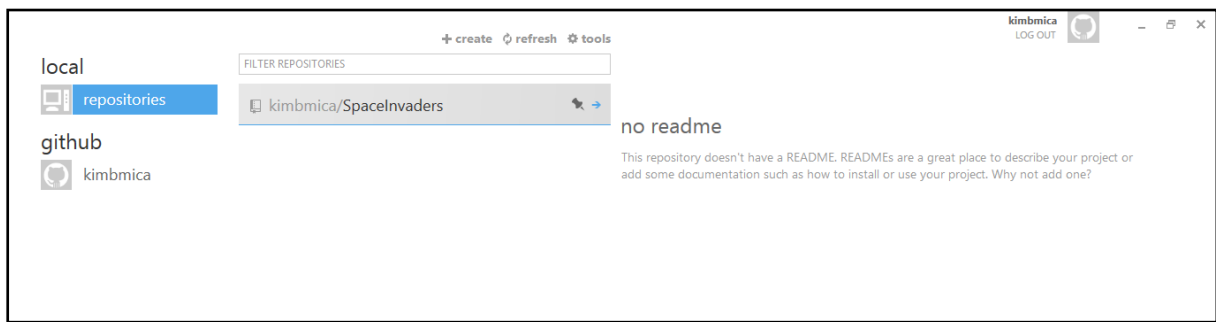 kimbmica
LOG OUT
create refresh tools
local
FILTER REPOSITORIES
repositories
kimbmica/SpaceInvaders
github
kimbmica
no readme
This repository doesn't have a README. READMEs are a great place to describe your project or
add some documentation such as how to install or use your project. Why not add one?